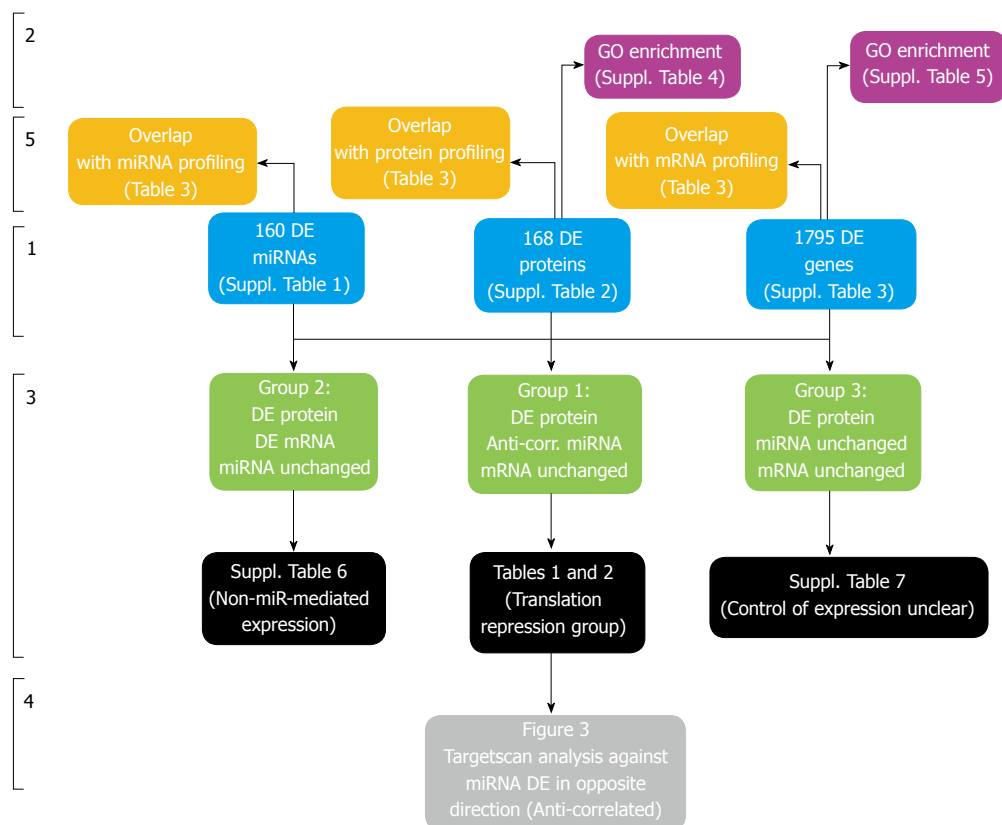 2
GO enrichment
(Suppl. Table 4)
GO enrichment
(Suppl. Table 5)
5
Overlap
with miRNA profiling
(Table 3)
Overlap
with protein profiling
(Table 3)
Overlap
with mRNA profiling
(Table 3)
1
160 DE
miRNAs
(Suppl. Table 1)
168 DE
proteins
(Suppl. Table 2)
1795 DE
genes
(Suppl. Table 3)
3
Group 2:
DE protein
DE mRNA
miRNA unchanged
Group 1:
DE protein
Anti-corr. miRNA
mRNA unchanged
Group 3:
DE protein
miRNA unchanged
mRNA unchanged
Suppl. Table 6
(Non-miR-mediated
expression)
Tables 1 and 2
(Translation
repression group)
Suppl. Table 7
(Control of expression unclear)
4
Figure 3
Targetscan analysis against
miRNA DE in opposite
direction (Anti-correlated)